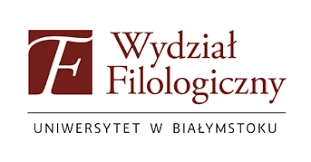 F
Wydział
Filologiczny
UNIWERSYTET W BIAŁYMSTOKU